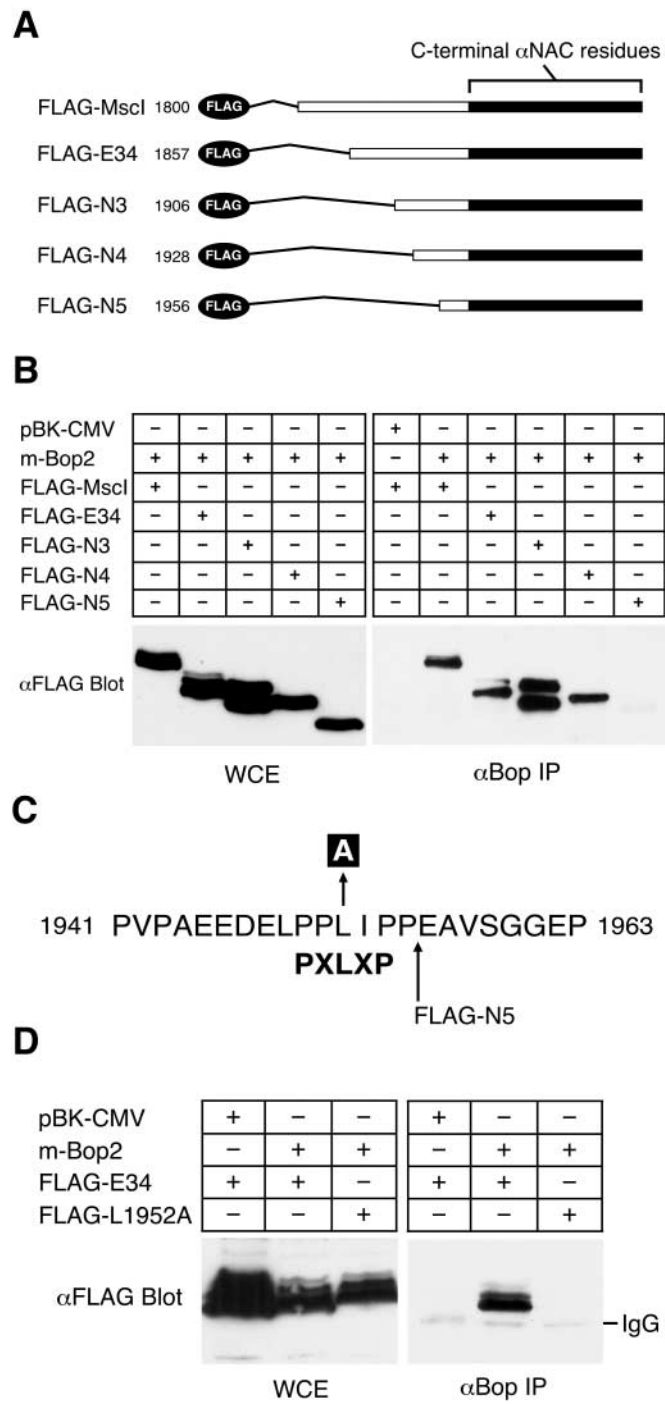 A
C-terminal αNAC residues
FLAG-MscI 1800 FLAG
FLAG-E34 1857 FLAG
FLAG-N3 1906 FLAG
FLAG-N4 1928 FLAG
FLAG-N5 1956 FLAG
B
pBK-CMV – – – – – + – – – – –
m-Bop2 + + + + + – + + + + +
FLAG-MscI + – – – – + + – – – –
FLAG-E34 – + – – – – – + – – –
FLAG-N3 – – + – – – – – + – –
FLAG-N4 – – – + – – – – – + –
FLAG-N5 – – – – + – – – – – +
αFLAG Blot
WCE αBop IP
C
A
1941 PVPAEEDELPPLIPPEAVSGGEP 1963
PXLXP
FLAG-N5
D
pBK-CMV + – – + – –
m-Bop2 – + + – + +
FLAG-E34 + + – + + –
FLAG-L1952A – – + – – +
αFLAG Blot
IgG
WCE αBop IP